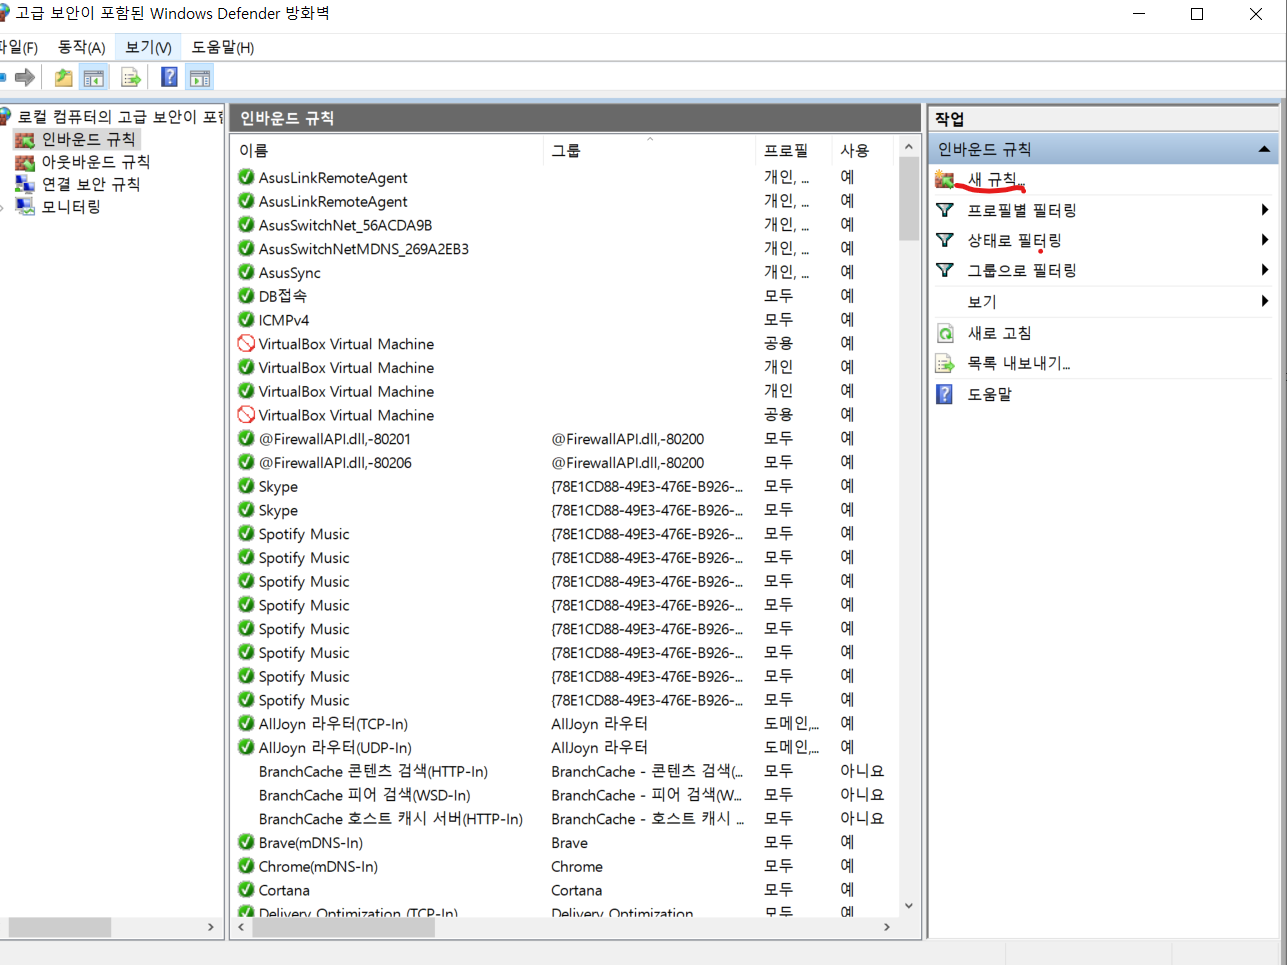 고급 보안이 포함된 Windows Defender 방화벽
파일(F) 동작(A) 보기(V) 도움말(H)
로컬 컴퓨터의 고급 보안이 포함
인바운드 규칙
아웃바운드 규칙
연결 보안 규칙
모니터링
인바운드 규칙
이름 그룹 프로필 사용
AsusLinkRemoteAgent 개인, ... 예
AsusLinkRemoteAgent 개인, ... 예
AsusSwitchNet_56ACDA9B 개인, ... 예
AsusSwitchNetMDNS_269A2EB3 개인, ... 예
AsusSync 개인, ... 예
DB접속 모두 예
ICMPv4 모두 예
VirtualBox Virtual Machine 공용 예
VirtualBox Virtual Machine 개인 예
VirtualBox Virtual Machine 개인 예
VirtualBox Virtual Machine 공용 예
@FirewallAPI.dll,-80201 @FirewallAPI.dll,-80200 모두 예
@FirewallAPI.dll,-80206 @FirewallAPI.dll,-80200 모두 예
Skype {78E1CD88-49E3-476E-B926-... 모두 예
Skype {78E1CD88-49E3-476E-B926-... 모두 예
Spotify Music {78E1CD88-49E3-476E-B926-... 모두 예
Spotify Music {78E1CD88-49E3-476E-B926-... 모두 예
Spotify Music {78E1CD88-49E3-476E-B926-... 모두 예
Spotify Music {78E1CD88-49E3-476E-B926-... 모두 예
Spotify Music {78E1CD88-49E3-476E-B926-... 모두 예
Spotify Music {78E1CD88-49E3-476E-B926-... 모두 예
Spotify Music {78E1CD88-49E3-476E-B926-... 모두 예
Spotify Music {78E1CD88-49E3-476E-B926-... 모두 예
AllJoyn 라우터(TCP-In) AllJoyn 라우터 도메인,... 예
AllJoyn 라우터(UDP-In) AllJoyn 라우터 도메인,... 예
BranchCache 콘텐츠 검색(HTTP-In) BranchCache - 콘텐츠 검색(... 모두 아니요
BranchCache 피어 검색(WSD-In) BranchCache - 피어 검색(W... 모두 아니요
BranchCache 호스트 캐시 서버(HTTP-In) BranchCache - 호스트 캐시 ... 모두 아니요
Brave(mDNS-In) Brave 모두 예
Chrome(mDNS-In) Chrome 모두 예
Cortana Cortana 모두 예
Delivery Optimization (TCP-In) Delivery Optimization 모두 예
작업
인바운드 규칙
새 규칙...
프로필별 필터링
상태로 필터링
그룹으로 필터링
보기
새로 고침
목록 내보내기...
도움말